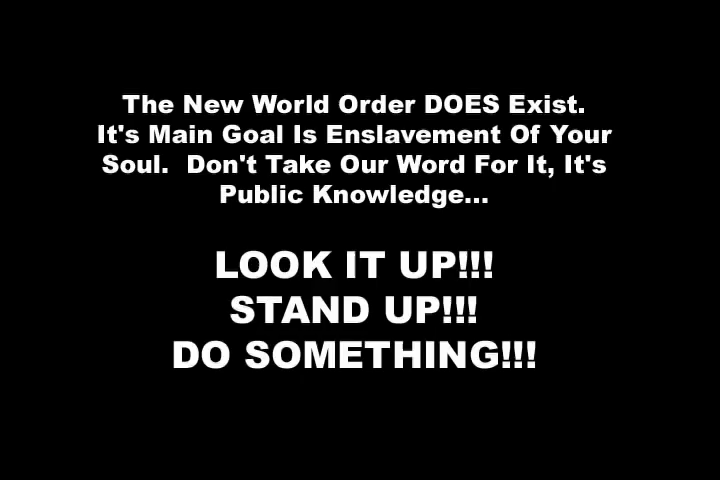 The New World Order DOES Exist.
It's Main Goal Is Enslavement Of Your
Soul.  Don't Take Our Word For It, It's
Public Knowledge...
LOOK IT UP!!!
STAND UP!!!
DO SOMETHING!!!